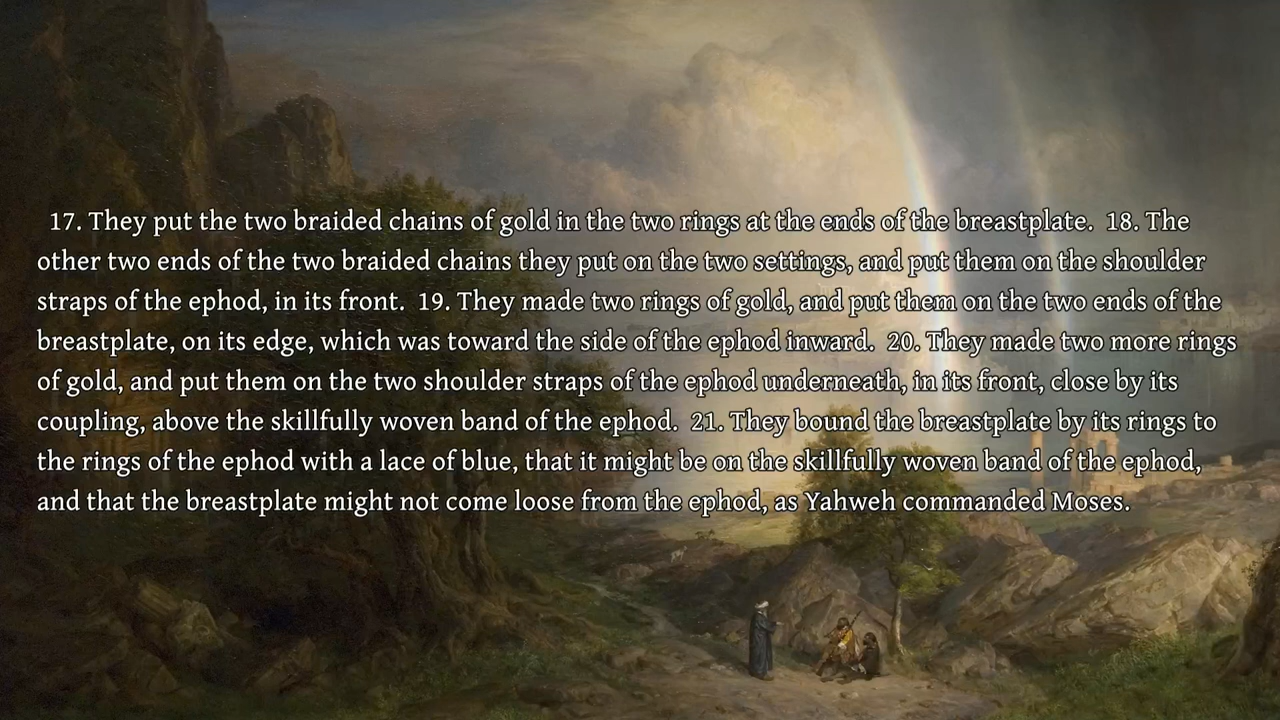 17. They put the two braided chains of gold in the two rings at the ends of the breastplate. 18. The
other two ends of the two braided chains they put on the two settings, and put them on the shoulder
straps of the ephod, in its front. 19. They made two rings of gold, and put them on the two ends of the
breastplate, on its edge, which was toward the side of the ephod inward. 20. They made two more rings
of gold, and put them on the two shoulder straps of the ephod underneath, in its front, close by its
coupling, above the skillfully woven band of the ephod. 21. They bound the breastplate by its rings to
the rings of the ephod with a lace of blue, that it might be on the skillfully woven band of the ephod,
and that the breastplate might not come loose from the ephod, as Yahweh commanded Moses.